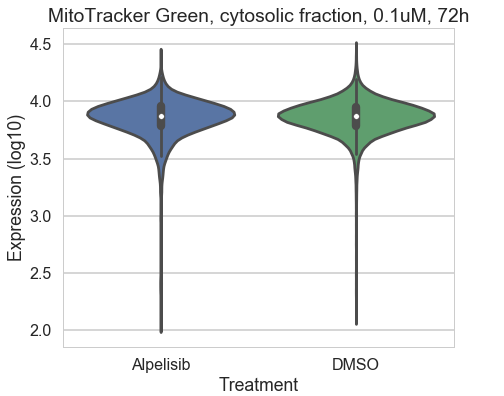 MitoTracker Green, cytosolic fraction, 0.1uM, 72h
4.5
4.0
3.5
3.0
2.5
2.0
Expression (log10)
Alpelisib DMSO
Treatment